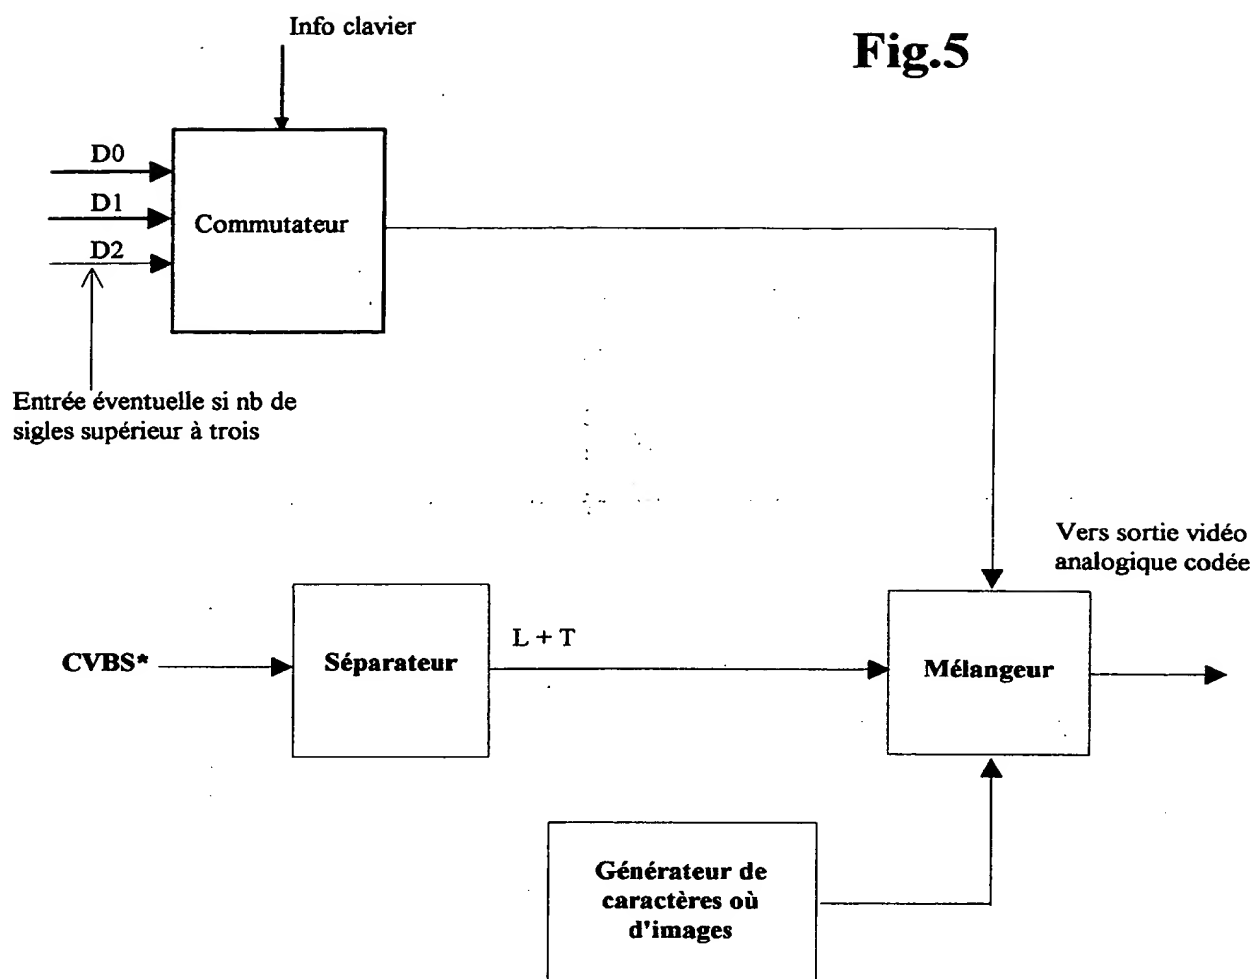 Info clavier
Fig.5
D0
D1
D2
Commutateur
Entrée éventuelle si nb de
sigles supérieur à trois
Vers sortie vidéo
analogique codée
CVBS*
Séparateur
L + T
Mélangeur
Générateur de
caractères où
d'images